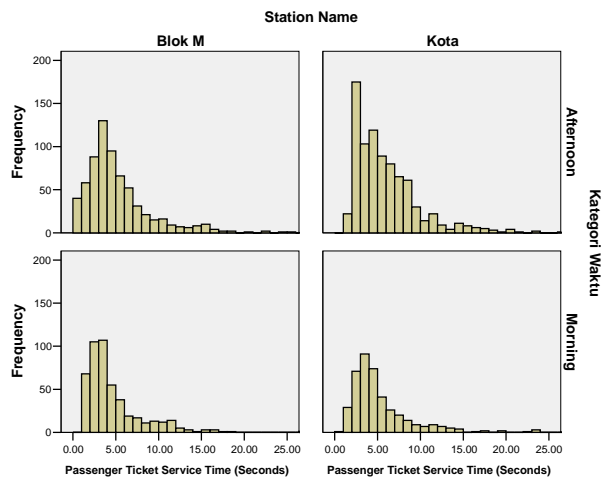 Station Name
Blok M Kota
200
150
100
50
0
Frequency
Afternoon
200
150
100
50
0
Frequency
Morning
Kategori Waktu
0.00 5.00 10.00 15.00 20.00 25.00 0.00 5.00 10.00 15.00 20.00 25.00
Passenger Ticket Service Time (Seconds) Passenger Ticket Service Time (Seconds)